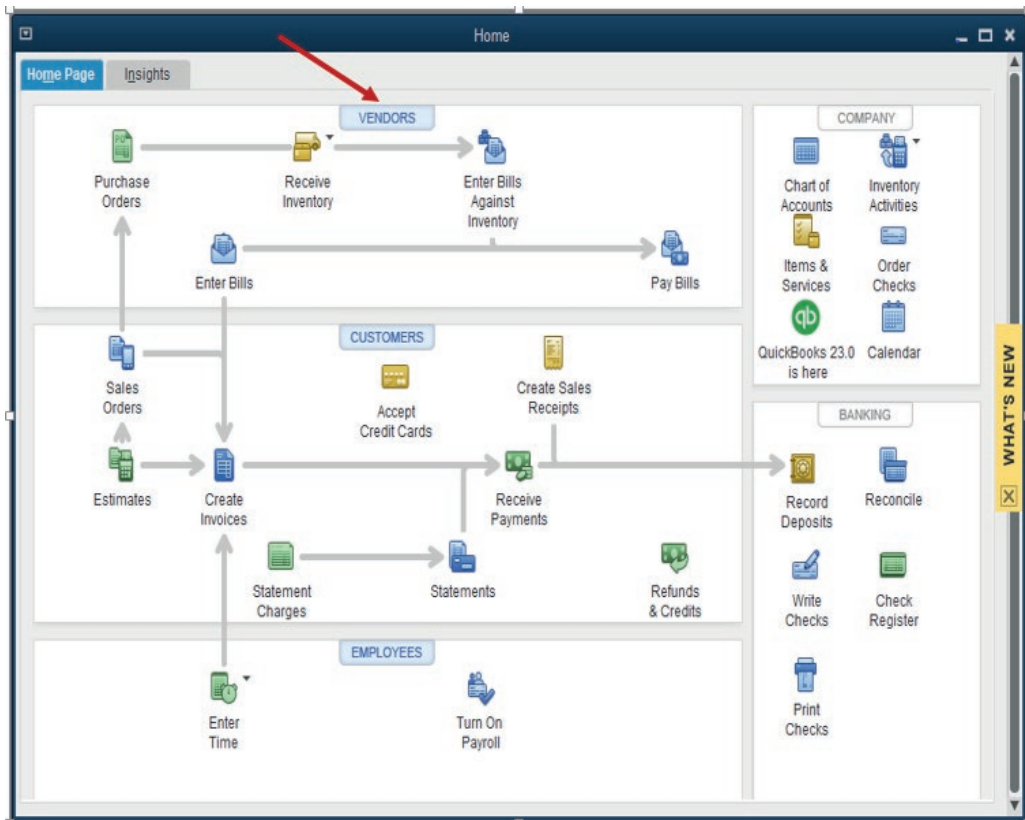 Home
Home Page
Insights
VENDORS
Purchase
Orders
Receive
Inventory
Enter Bills
Against
Inventory
Enter Bills
Pay Bills
CUSTOMERS
Sales
Orders
Accept
Credit Cards
Create Sales
Receipts
Estimates
Create
Invoices
Receive
Payments
Statement
Charges
Statements
Refunds
& Credits
EMPLOYEES
Enter
Time
Turn On
Payroll
COMPANY
Chart of
Accounts
Inventory
Activities
Items &
Services
Order
Checks
qb
QuickBooks 23.0
is here
Calendar
BANKING
Record
Deposits
Reconcile
Write
Checks
Check
Register
Print
Checks
WHAT'S NEW